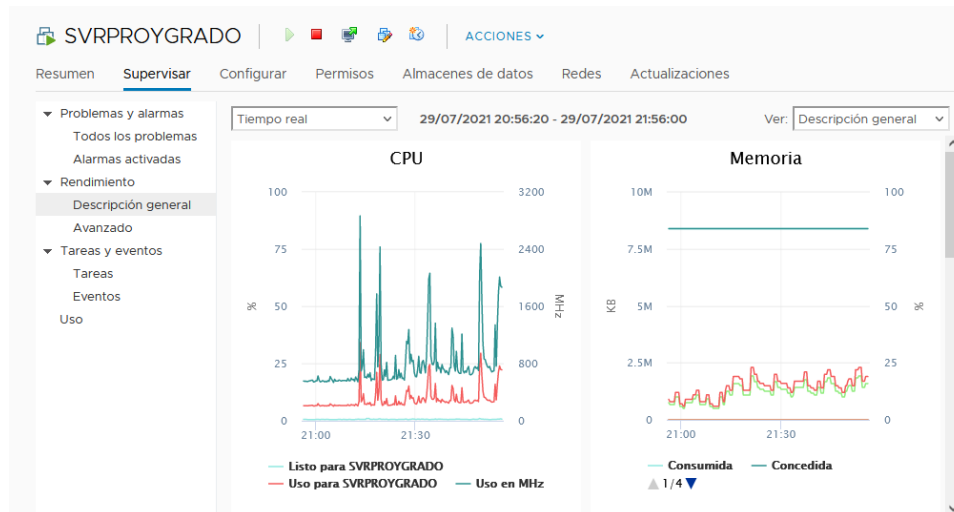 SVRPROYGRADO
ACCIONES
Resumen Supervisar Configurar Permisos Almacenes de datos Redes Actualizaciones
Problemas y alarmas
Todos los problemas
Alarmas activadas
Rendimiento
Descripción general
Avanzado
Tareas y eventos
Tareas
Eventos
Uso
Tiempo real 29/07/2021 20:56:20 - 29/07/2021 21:56:00 Ver: Descripción general
CPU
100 3200
75 2400
% 50 1600 MHz
25 800
0 0
21:00 21:30
Listo para SVRPROYGRADO
Uso para SVRPROYGRADO Uso en MHz
Memoria
10M 100
7.5M 75
KB 5M 50 %
2.5M 25
0 0
21:00 21:30
Consumida Concedida
1/4